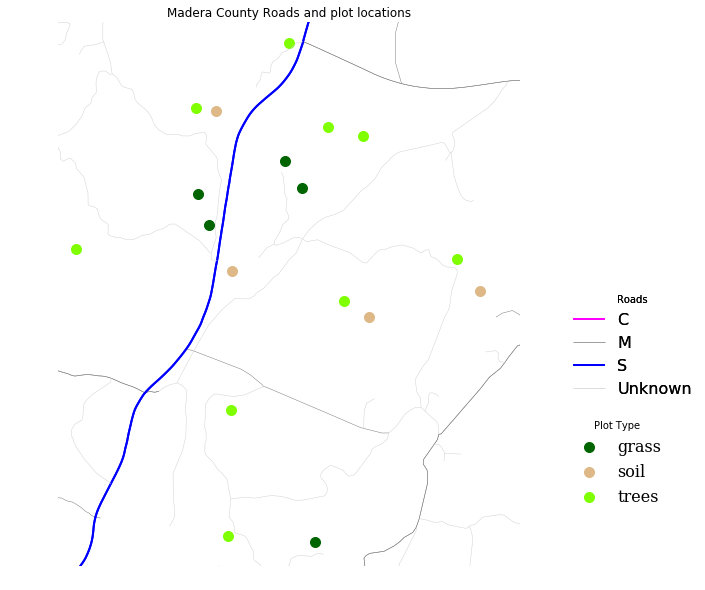 Madera County Roads and plot locations
Roads
C
M
S
Unknown
Plot Type
grass
soil
trees